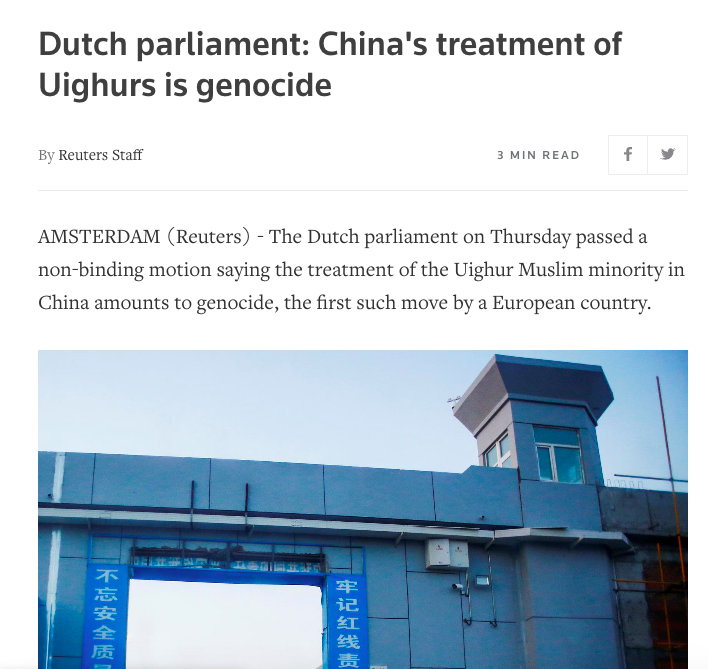 Dutch parliament: China's treatment of
Uighurs is genocide
By Reuters Staff
3 MIN READ
AMSTERDAM (Reuters) - The Dutch parliament on Thursday passed a
non-binding motion saying the treatment of the Uighur Muslim minority in
China amounts to genocide, the first such move by a European country.
不忘安全质
牢记红线责